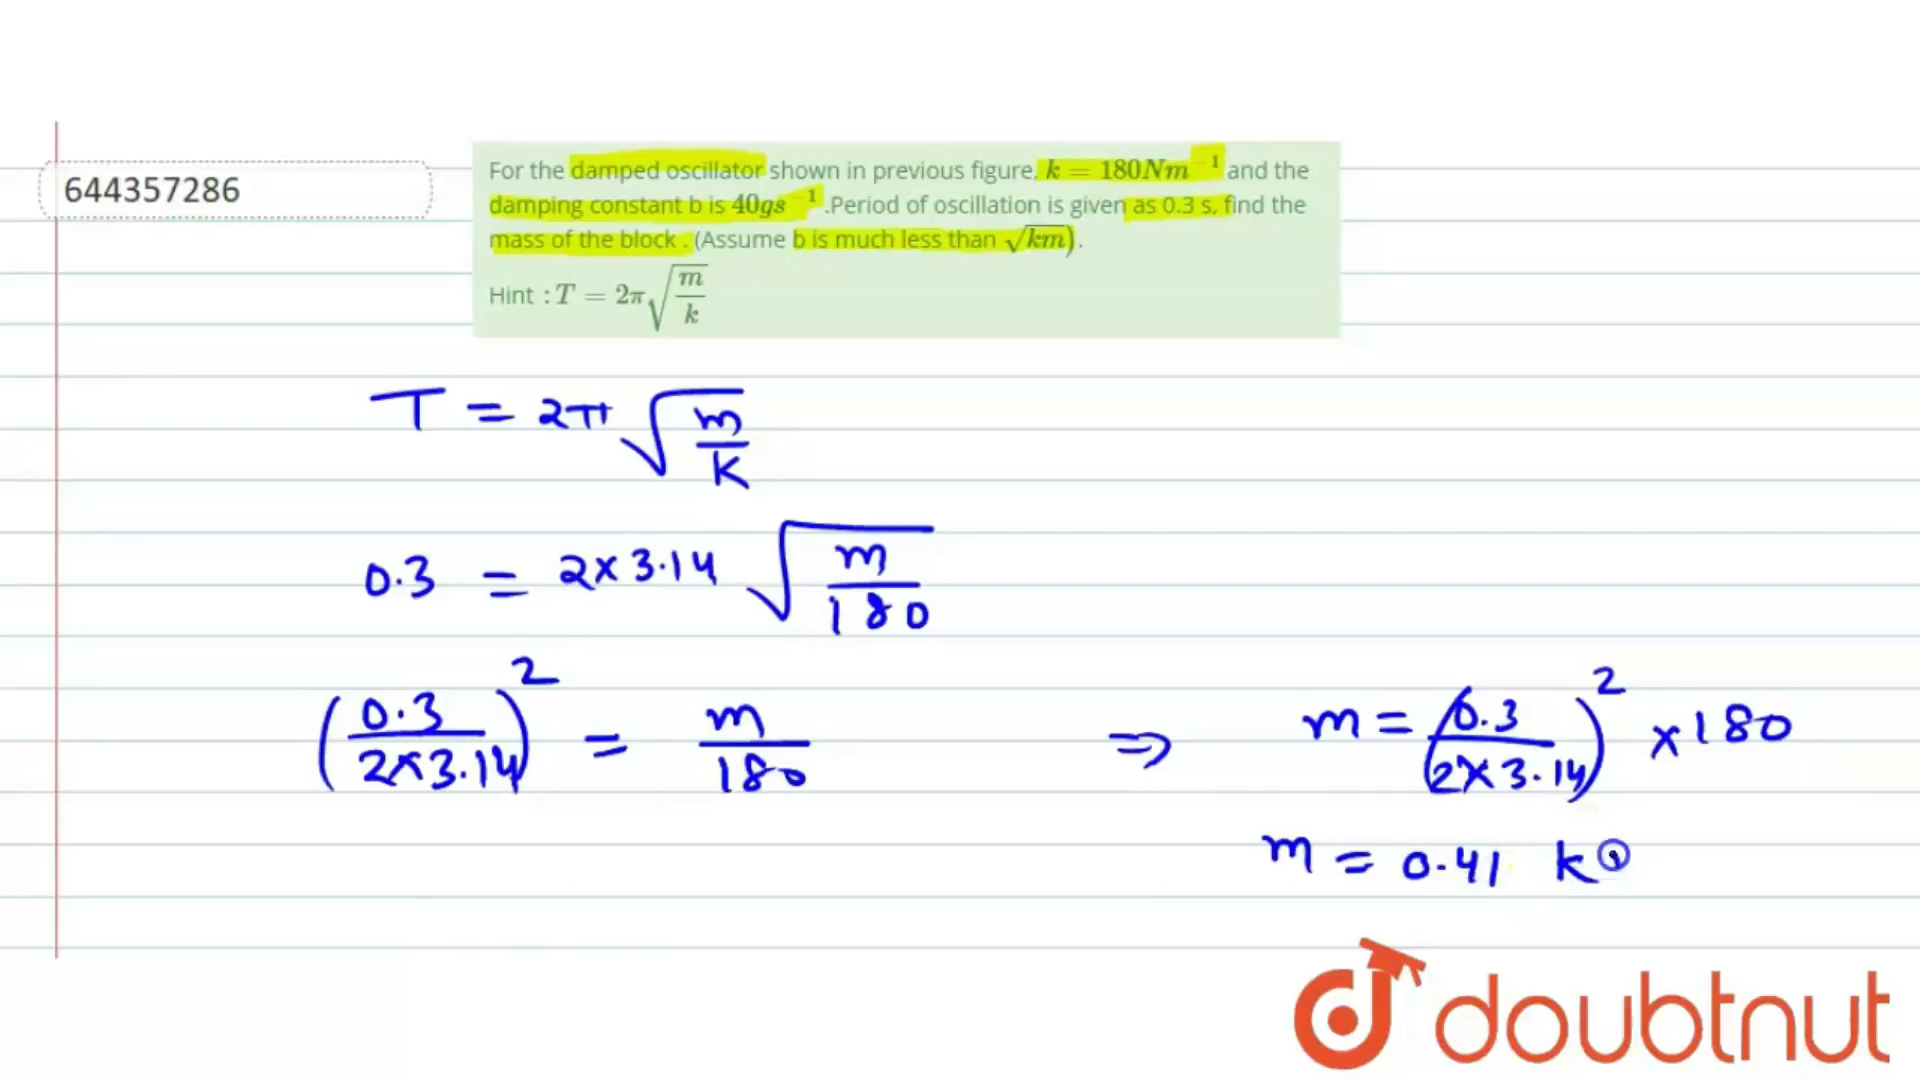 644357286
For the damped oscillator shown in previous figure, k = 180Nm⁻¹ and the
damping constant b is 40gs⁻¹.Period of oscillation is given as 0.3 s, find the
mass of the block . (Assume b is much less than √km).
Hint : T = 2π√(m/k)
T = 2π √(m/K)
0.3 = 2×3.14 √(m/180)
(0.3/2×3.14)² = m/180 ⇒ m = (0.3/2×3.14)² ×180
m = 0.41 k
doubtnut